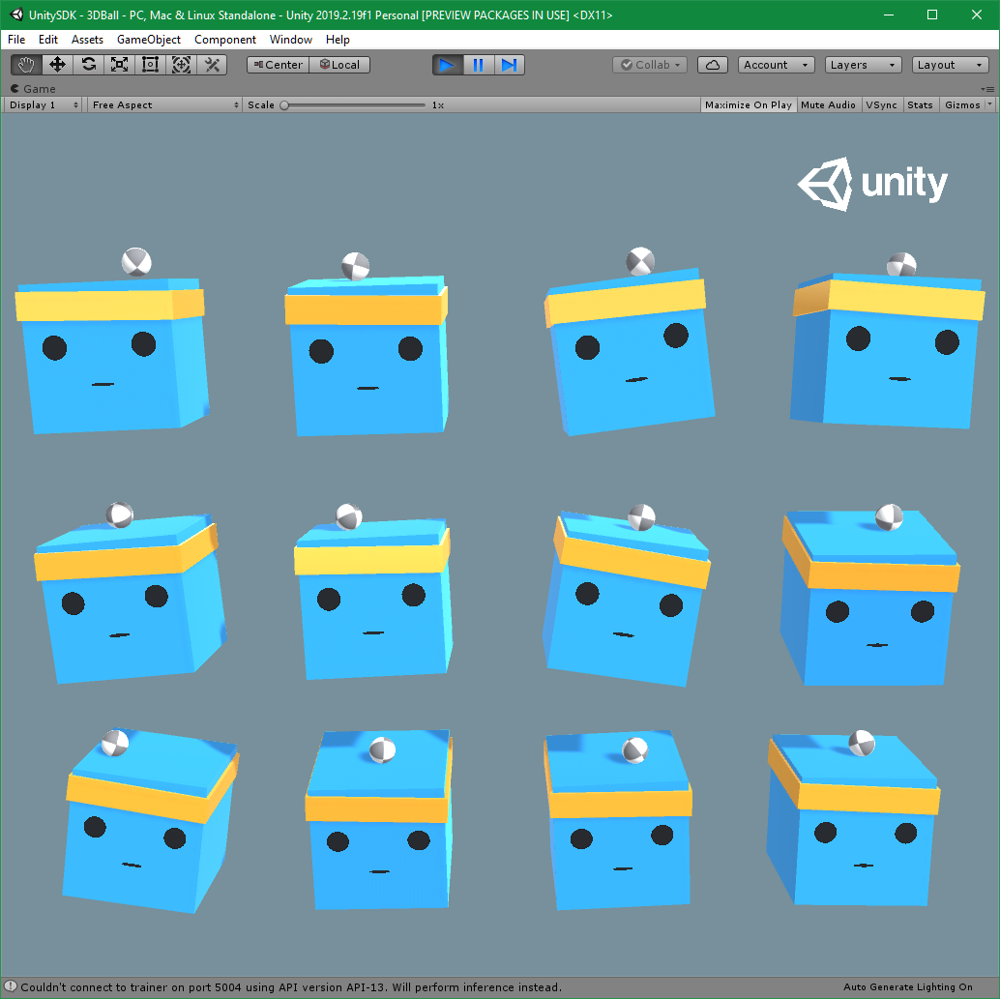 UnitySDK - 3DBall - PC, Mac & Linux Standalone - Unity 2019.2.19f1 Personal [PREVIEW PACKAGES IN USE] <DX11>
File Edit Assets GameObject Component Window Help
Center Local Collab Account Layers Layout
Game
Display 1 Free Aspect Scale 1x Maximize On Play Mute Audio VSync Stats Gizmos
unity
Couldn't connect to trainer on port 5004 using API version API-13. Will perform inference instead. Auto Generate Lighting On